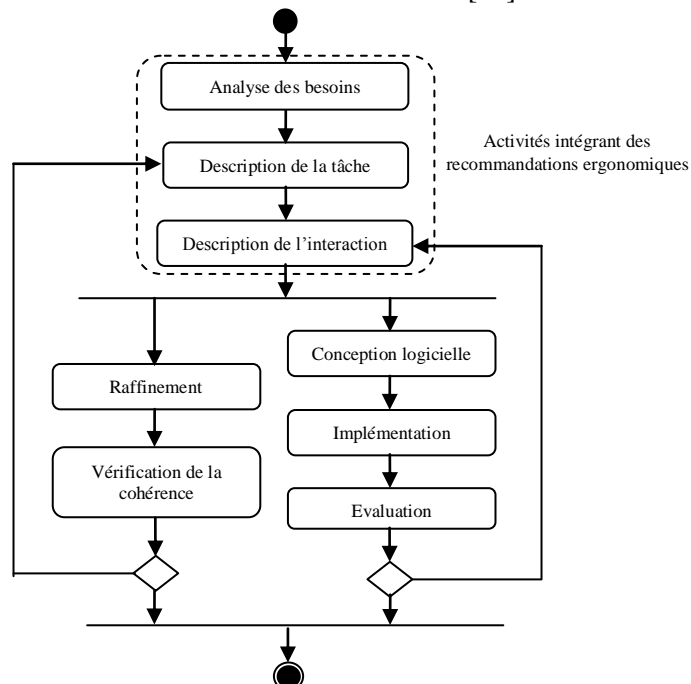 Analyse des besoins
Activités intégrant des
recommandations ergonomiques
Description de la tâche
Description de l’interaction
Conception logicielle
Raffinement
Implémentation
Vérification de la
cohérence
Evaluation